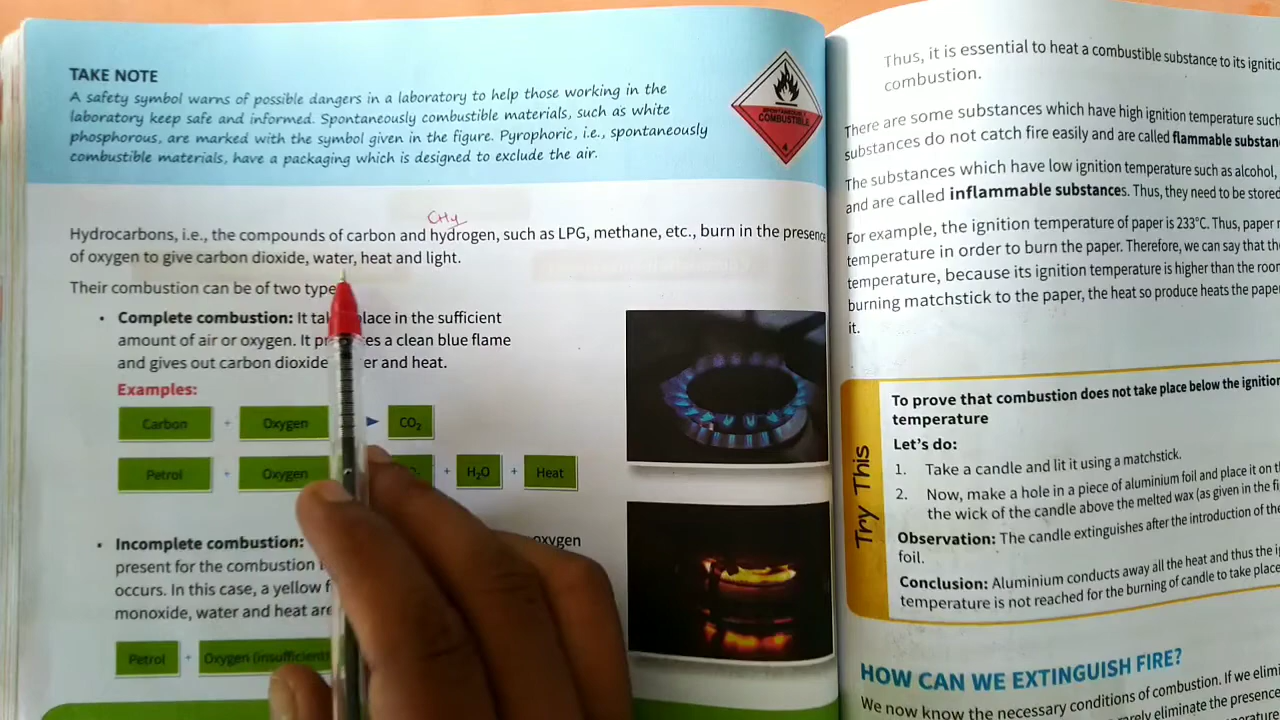 TAKE NOTE
A safety symbol warns of possible dangers in a laboratory to help those working in the
laboratory keep safe and informed. Spontaneously combustible materials, such as white
phosphorous, are marked with the symbol given in the figure. Pyrophoric, i.e., spontaneously
combustible materials, have a packaging which is designed to exclude the air.
SPONTANEOUSLY
COMBUSTIBLE
4
CH4
Hydrocarbons, i.e., the compounds of carbon and hydrogen, such as LPG, methane, etc., burn in the presence
of oxygen to give carbon dioxide, water, heat and light.
Their combustion can be of two type
• Complete combustion: It place in the sufficient
amount of air or oxygen. It a clean blue flame
and gives out carbon dioxide and heat.
Examples:
Carbon + Oxygen CO₂
Petrol + Oxygen + H₂O + Heat
• Incomplete combustion: oxygen
present for the combustion
occurs. In this case, a yellow
monoxide, water and heat are
Petrol + Oxygen (insufficient)
Thus, it is essential to heat a combustible substance to its
combustion.
There are some substances which have high ignition temperature such
substances do not catch fire easily and are called flammable
The substances which have low ignition temperature such as alcohol,
and are called inflammable substances. Thus, they need to be stored
For example, the ignition temperature of paper is 233°C. Thus, paper
temperature in order to burn the paper. Therefore, we can say that the
temperature, because its ignition temperature is higher than the room
burning matchstick to the paper, the heat so produce heats the paper
it.
Try This
To prove that combustion does not take place below the ignition
temperature
Let's do:
1. Take a candle and lit it using a matchstick.
2. Now, make a hole in a piece of aluminium foil and place it on
the wick of the candle above the melted wax (as given in the
Observation: The candle extinguishes after the introduction of the
foil.
Conclusion: Aluminium conducts away all the heat and thus the
temperature is not reached for the burning of candle to take place
HOW CAN WE EXTINGUISH FIRE?
We now know the necessary conditions of combustion. If we
eliminate the presence